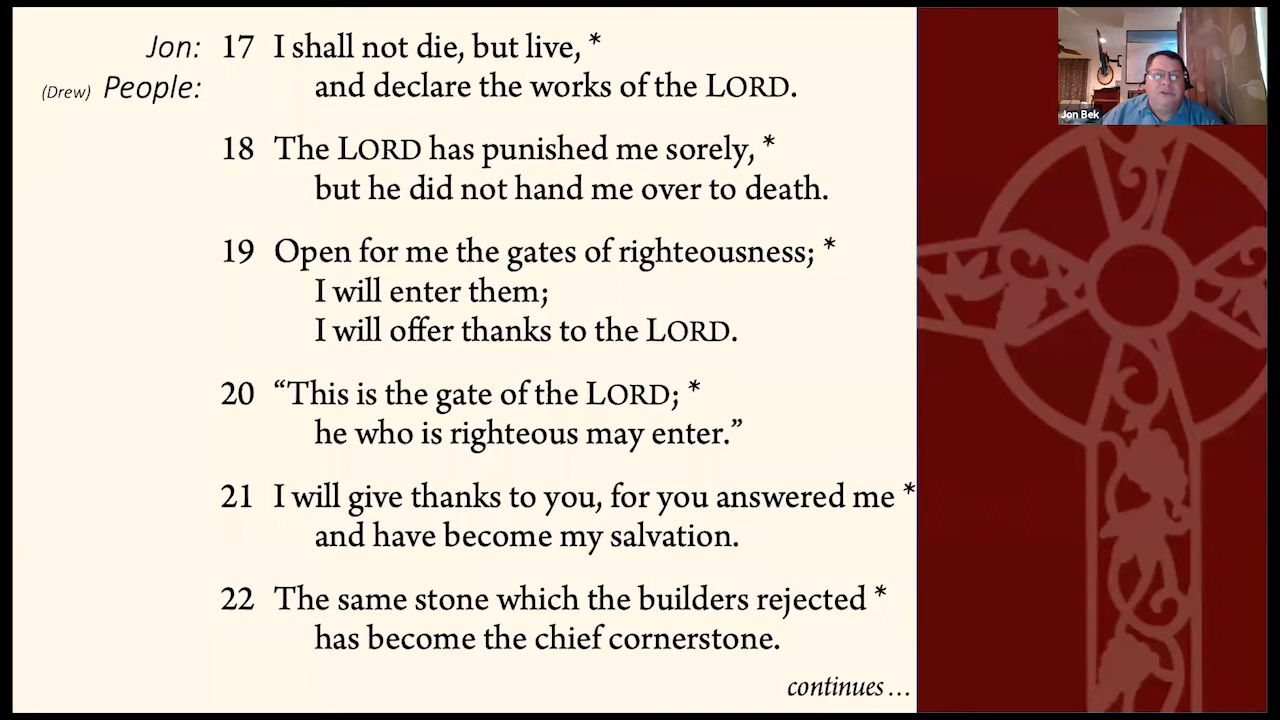 Jon: 17 I shall not die, but live, *
(Drew) People: and declare the works of the LORD.
18 The LORD has punished me sorely, *
but he did not hand me over to death.
19 Open for me the gates of righteousness; *
I will enter them;
I will offer thanks to the LORD.
20 “This is the gate of the LORD; *
he who is righteous may enter.”
21 I will give thanks to you, for you answered me *
and have become my salvation.
22 The same stone which the builders rejected *
has become the chief cornerstone.
continues…
Jon Bek